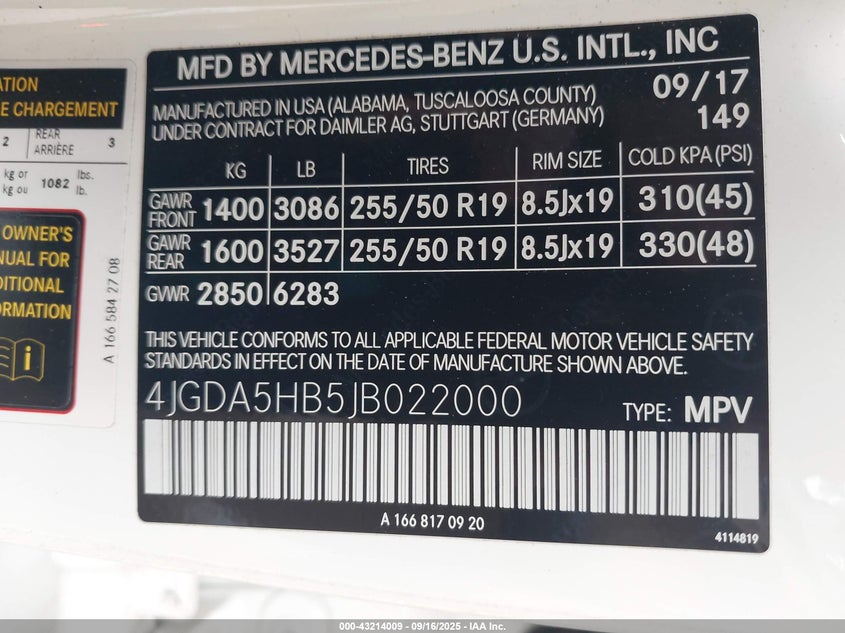 ATION
E CHARGEMENT
2 REAR ARRIÈRE 3
kg or lbs.
kg ou 1082 lb.
OWNER'S
NUAL FOR
DITIONAL
ORMATION
i
A 166 584 27 08
MFD BY MERCEDES-BENZ U.S. INTL., INC
MANUFACTURED IN USA (ALABAMA, TUSCALOOSA COUNTY) 09/17
UNDER CONTRACT FOR DAIMLER AG, STUTTGART (GERMANY) 149
KG LB TIRES RIM SIZE COLD KPA (PSI)
GAWR FRONT 1400 3086 255/50 R19 8.5Jx19 310(45)
GAWR REAR 1600 3527 255/50 R19 8.5Jx19 330(48)
GVWR 2850 6283
THIS VEHICLE CONFORMS TO ALL APPLICABLE FEDERAL MOTOR VEHICLE SAFETY
STANDARDS IN EFFECT ON THE DATE OF MANUFACTURE SHOWN ABOVE.
4JGDA5HB5JB022000 TYPE: MPV
A 166 817 09 20
4114819
000-43214009 - 09/16/2025 - IAA Inc.